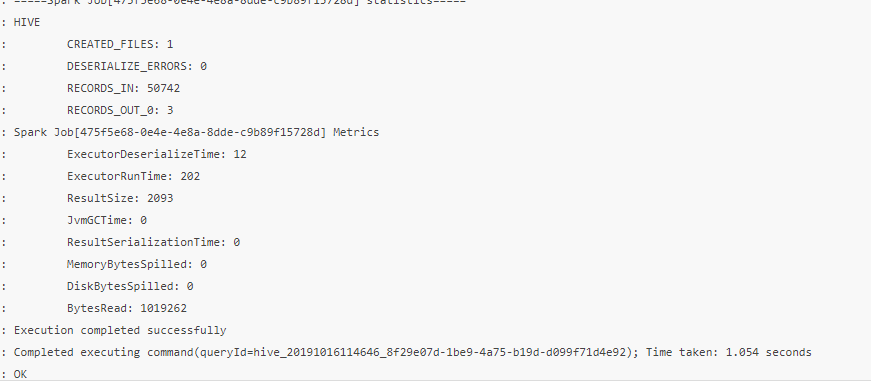 : =====Spark Job[475f5e68-0e4e-4e8a-8dde-c9b89f15728d] statistics=====
: HIVE
: CREATED_FILES: 1
: DESERIALIZE_ERRORS: 0
: RECORDS_IN: 50742
: RECORDS_OUT_0: 3
: Spark Job[475f5e68-0e4e-4e8a-8dde-c9b89f15728d] Metrics
: ExecutorDeserializeTime: 12
: ExecutorRunTime: 202
: ResultSize: 2093
: JvmGCTime: 0
: ResultSerializationTime: 0
: MemoryBytesSpilled: 0
: DiskBytesSpilled: 0
: BytesRead: 1019262
: Execution completed successfully
: Completed executing command(queryId=hive_20191016114646_8f29e07d-1be9-4a75-b19d-d099f71d4e92); Time taken: 1.054 seconds
: OK